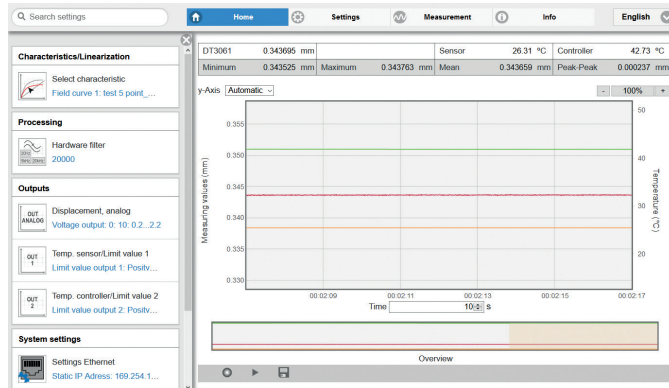 Search settings
Home
Settings
Measurement
Info
English
Characteristics/Linearization
Select characteristic
Field curve 1: test 5 point_...
Processing
Hardware filter
20000
Outputs
OUT
ANALOG
Displacement, analog
Voltage output: 0: 10: 0.2...2.2
OUT
1
Temp. sensor/Limit value 1
Limit value output 1: Positv...
OUT
2
Temp. controller/Limit value 2
Limit value output 2: Positv...
System settings
Settings Ethernet
Static IP Adress: 169.254.1...
DT3061 0.343695 mm Sensor 26.31 °C Controller 42.73 °C
Minimum 0.343525 mm Maximum 0.343763 mm Mean 0.343659 mm Peak-Peak 0.000237 mm
y-Axis Automatic - 100% +
Measuring values (mm)
0.355
0.350
0.345
0.340
0.335
0.330
50
40
30
20
Temperature (°C)
00:02:09 00:02:11 00:02:13 00:02:15 00:02:17
Time 10 s
Overview